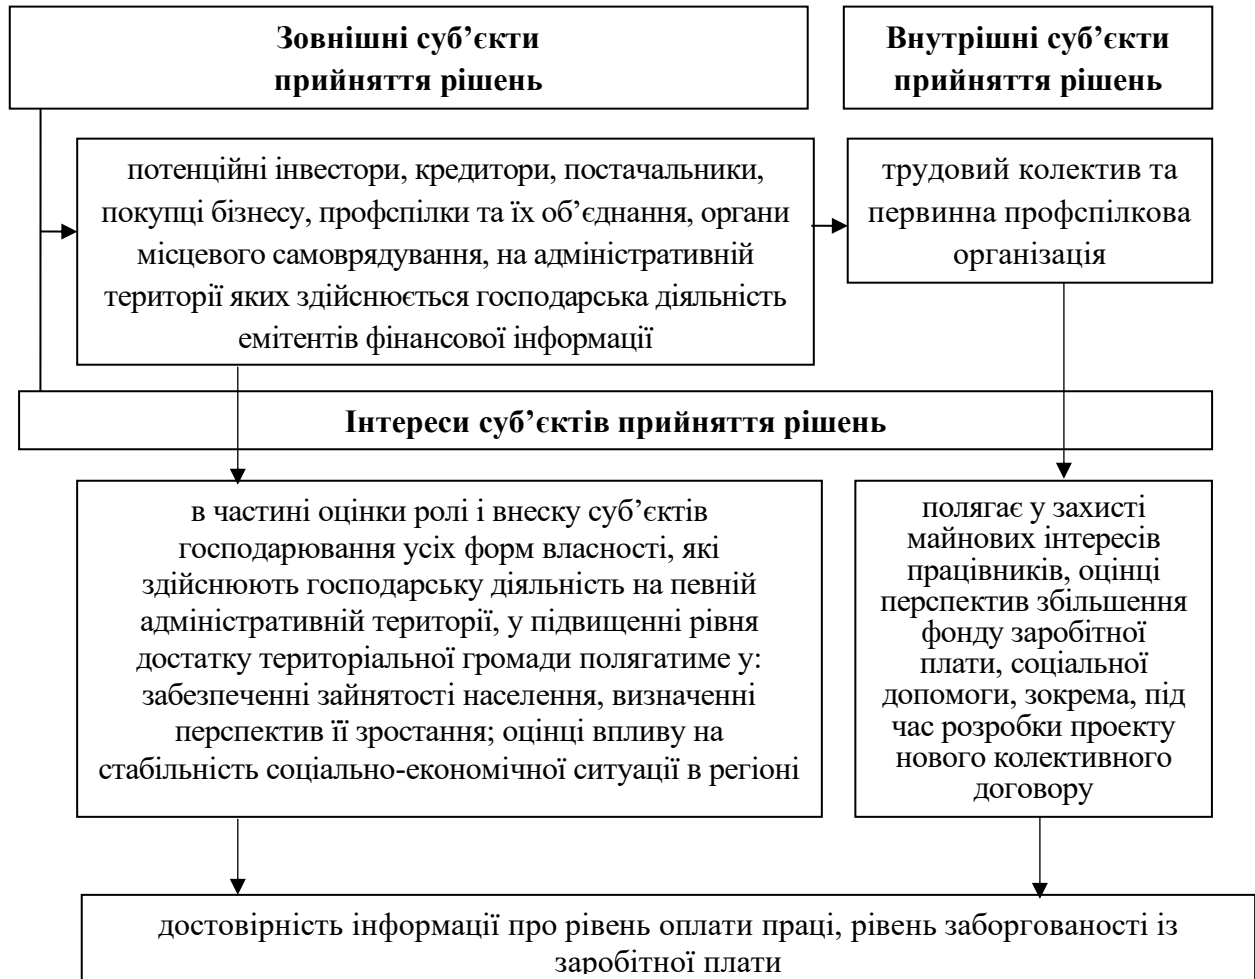 Зовнішні суб’єкти
прийняття рішень
Внутрішні суб’єкти
прийняття рішень
потенційні інвестори, кредитори, постачальники,
покупці бізнесу, профспілки та їх об’єднання, органи
місцевого самоврядування, на адміністративній
території яких здійснюється господарська діяльність
емітентів фінансової інформації
трудовий колектив та
первинна профспілкова
організація
Інтереси суб’єктів прийняття рішень
в частині оцінки ролі і внеску суб’єктів
господарювання усіх форм власності, які
здійснюють господарську діяльність на певній
адміністративній території, у підвищенні рівня
достатку територіальної громади полягатиме у:
забезпеченні зайнятості населення, визначенні
перспектив її зростання; оцінці впливу на
стабільність соціально-економічної ситуації в регіоні
полягає у захисті
майнових інтересів
працівників, оцінці
перспектив збільшення
фонду заробітної
плати, соціальної
допомоги, зокрема, під
час розробки проекту
нового колективного
договору
достовірність інформації про рівень оплати праці, рівень заборгованості із
заробітної плати